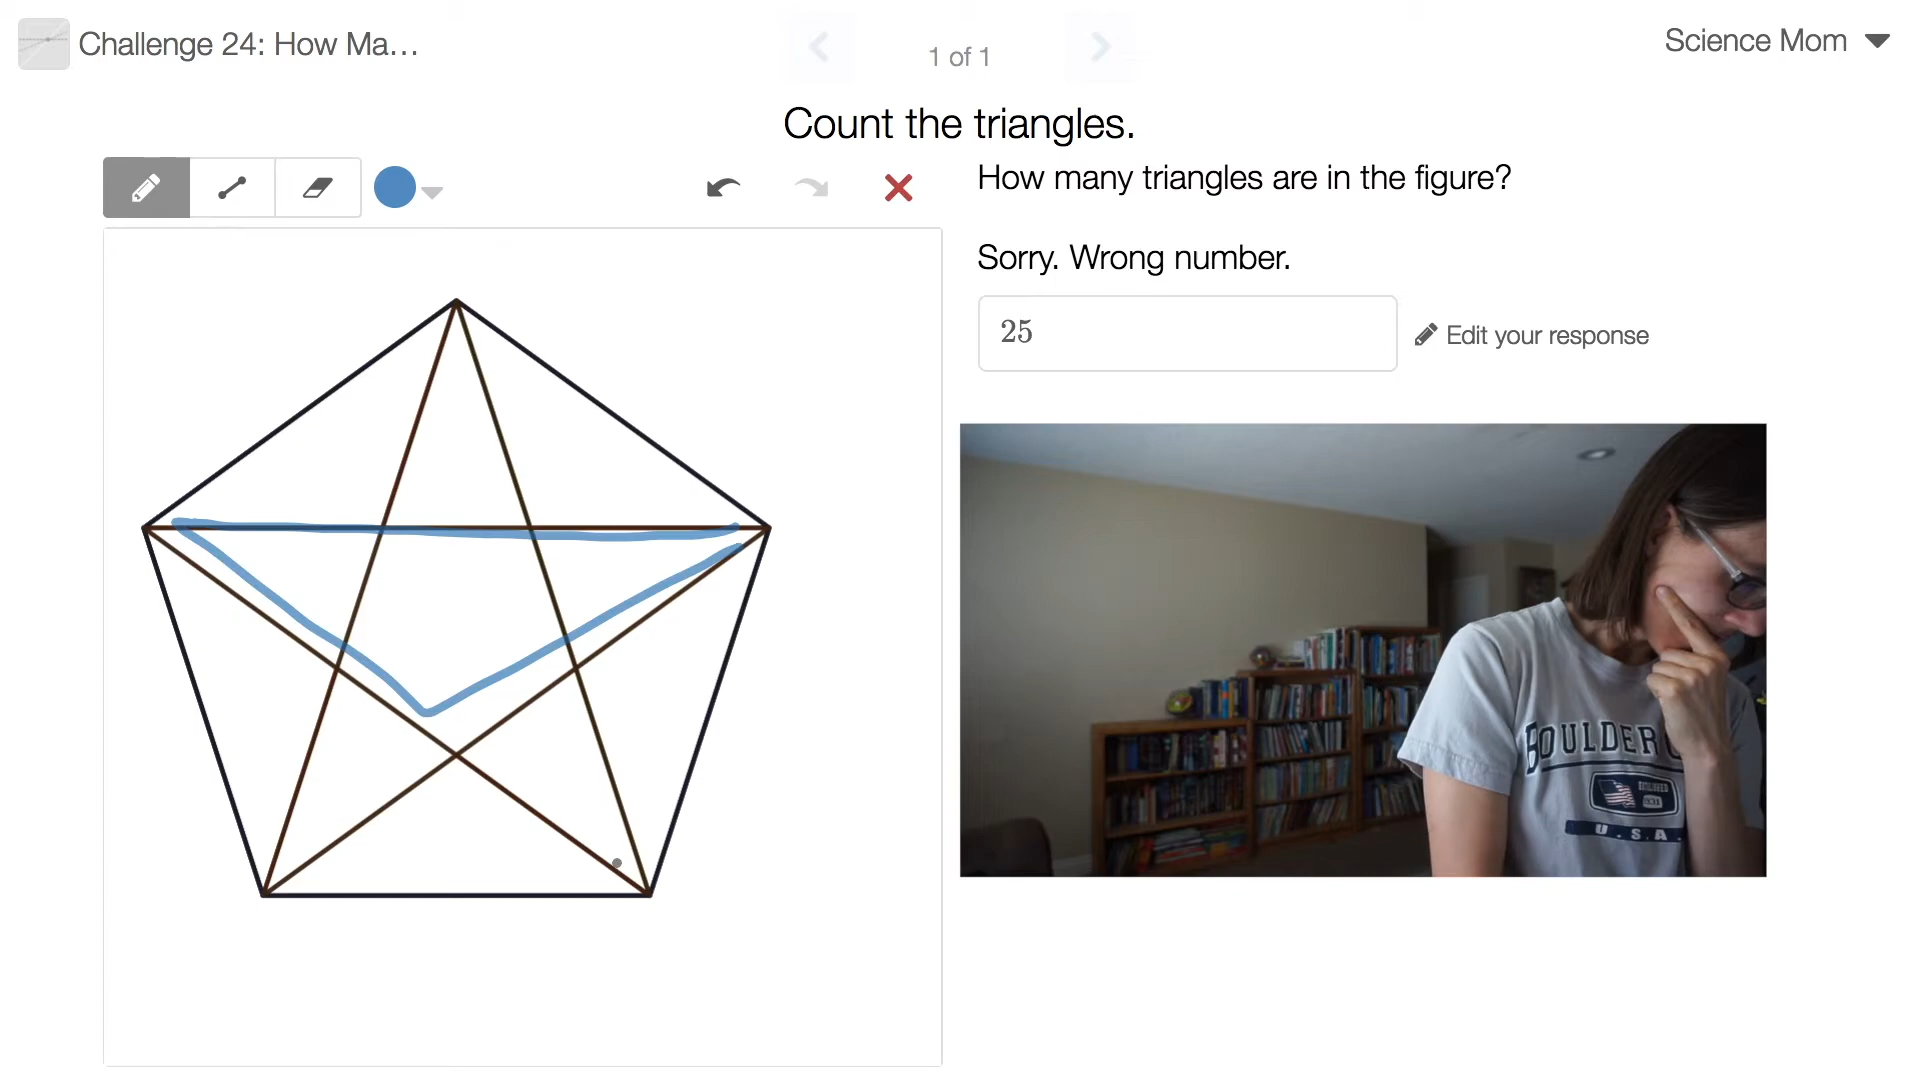 Challenge 24: How Ma...
1 of 1
Science Mom
Count the triangles.
How many triangles are in the figure?
Sorry. Wrong number.
25
Edit your response
BOULDER
U.S.A.